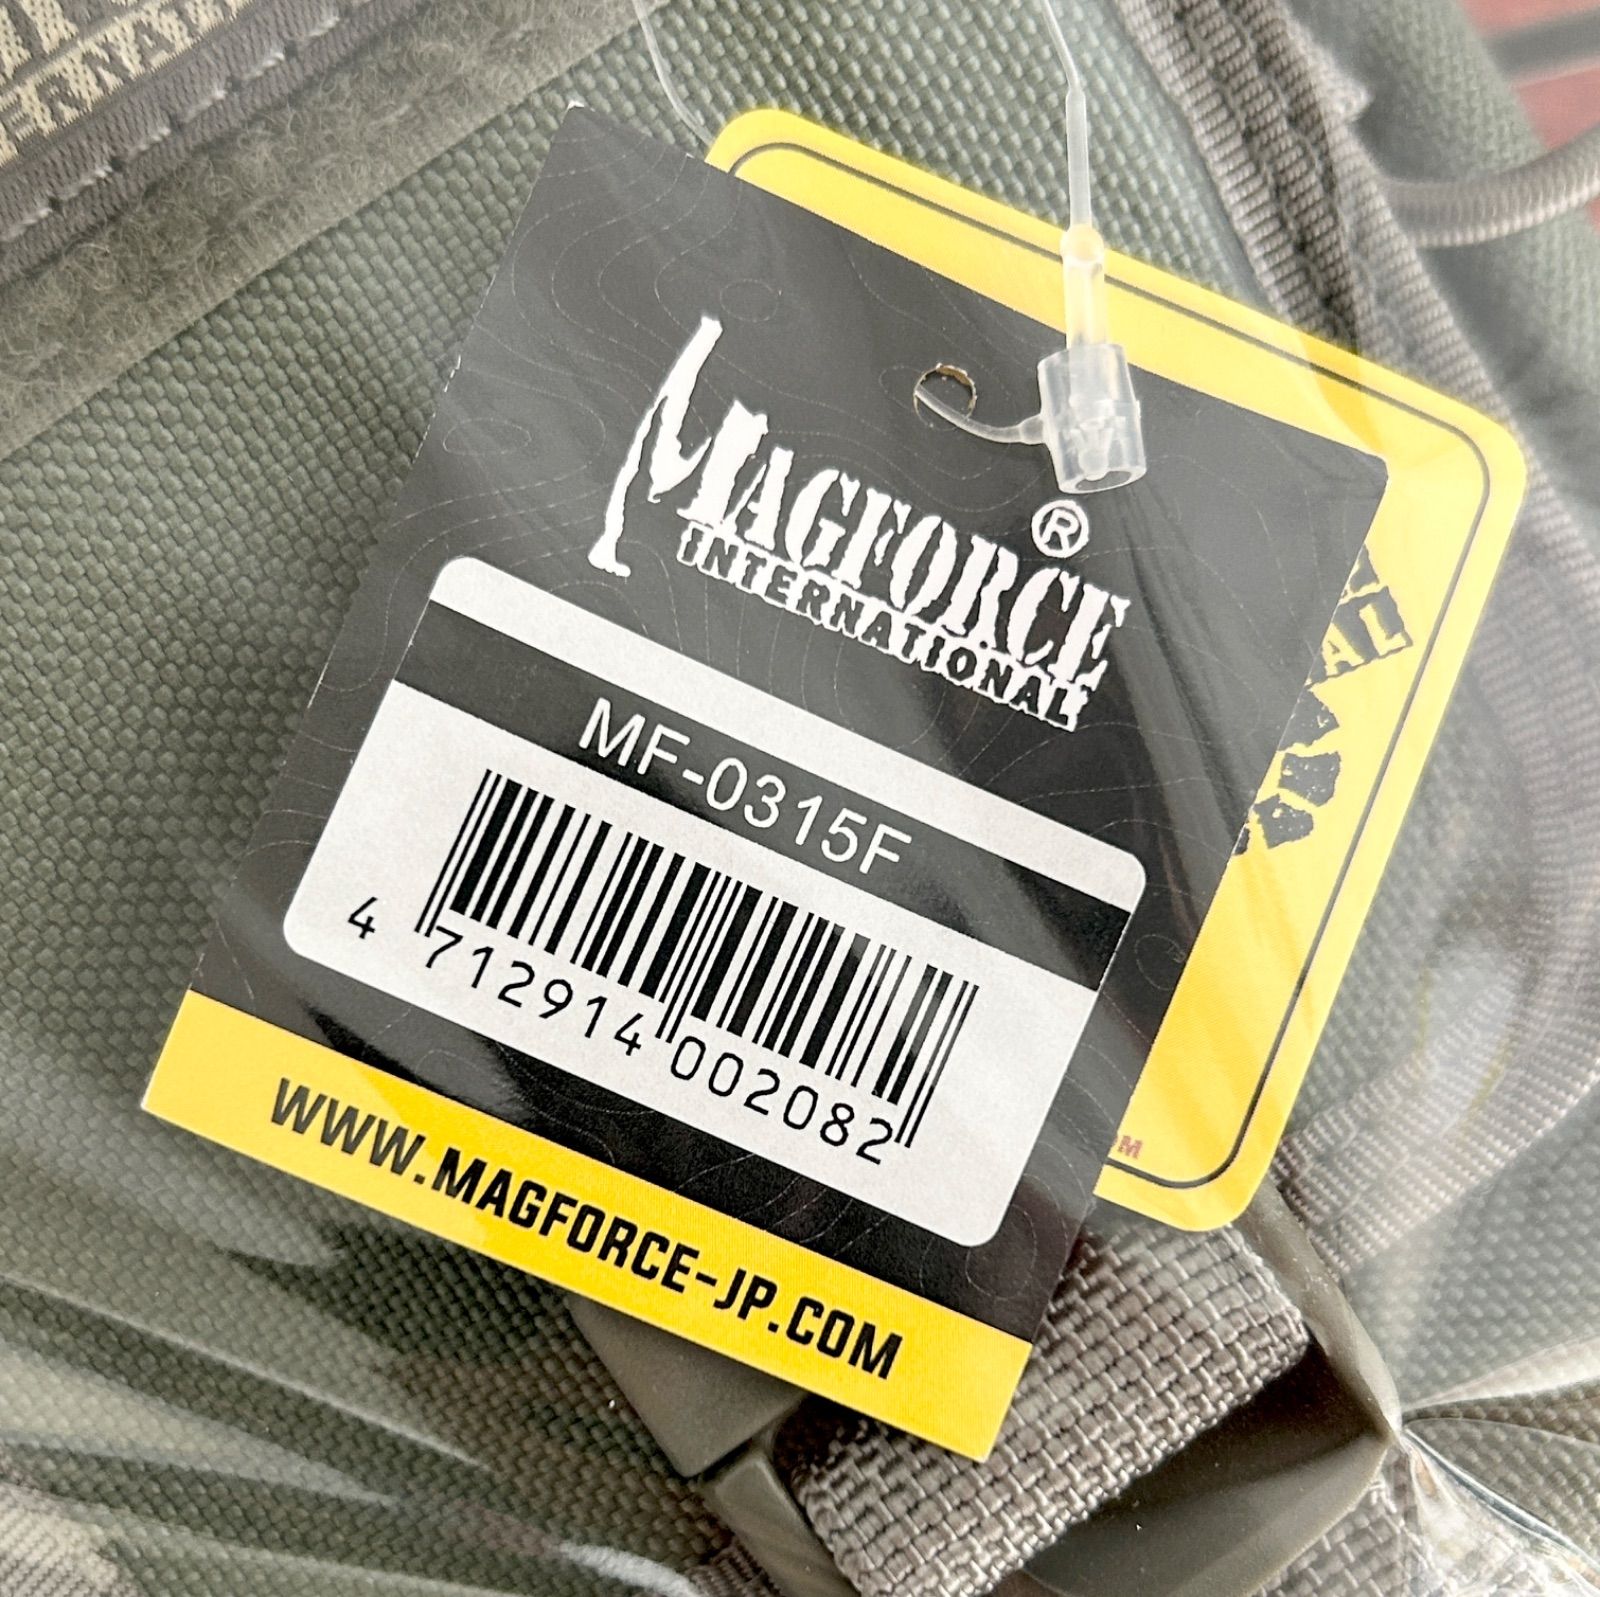 MAGFORCE®
INTERNATIONAL
MF-0315F
4 712914 002082
WWW.MAGFORCE-JP.COM